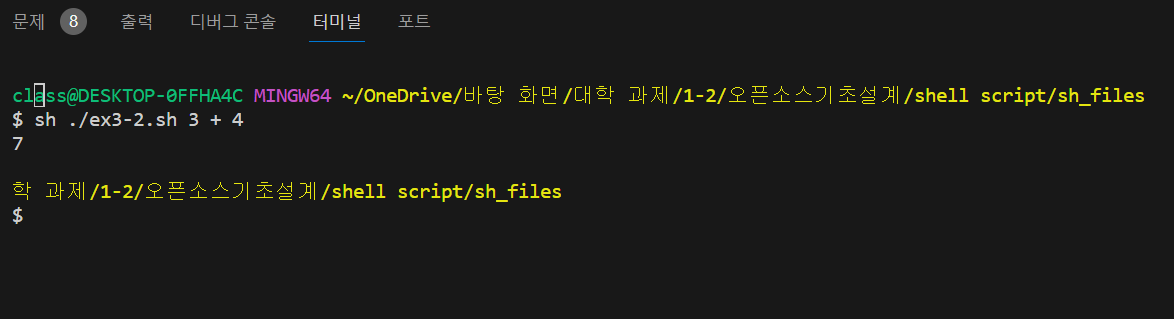 문제 8 출력 디버그 콘솔 터미널 포트
class@DESKTOP-0FFHA4C MINGW64 ~/OneDrive/바탕 화면/대학 과제/1-2/오픈소스기초설계/shell script/sh_files
$ sh ./ex3-2.sh 3 + 4
7
학 과제/1-2/오픈소스기초설계/shell script/sh_files
$